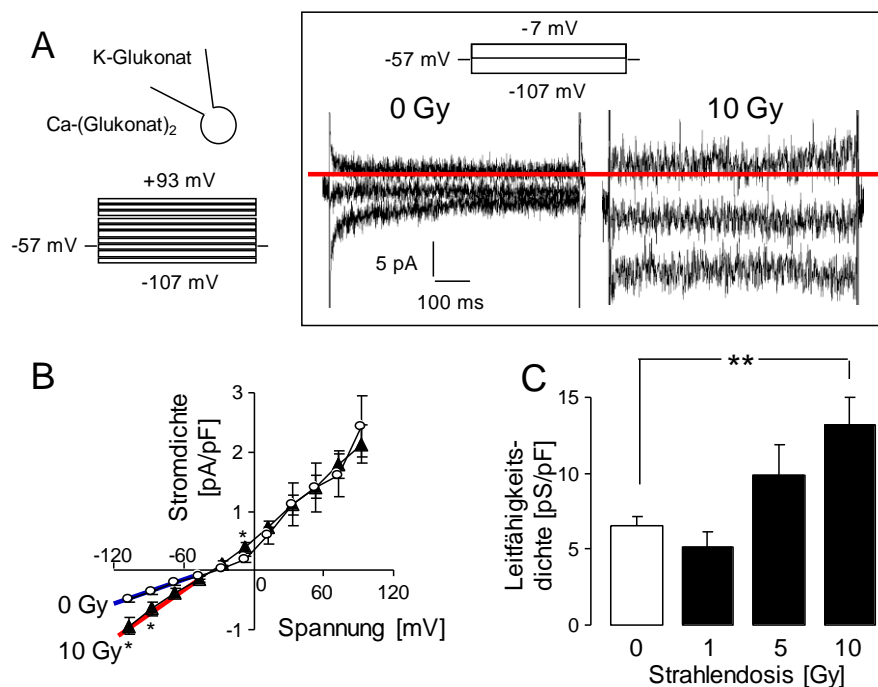 A
K-Glukonat
Ca-(Glukonat)₂
+93 mV
-57 mV
-107 mV
-7 mV
-57 mV
-107 mV
0 Gy
10 Gy
5 pA
100 ms
B
Stromdichte
[pA/pF]
3
2
1
-1
-120
-60
0
60
120
*
*
*
0 Gy
10 Gy
Spannung [mV]
C
**
Leitfähigkeits-
dichte [pS/pF]
15
10
5
0
0 1 5 10
Strahlendosis [Gy]